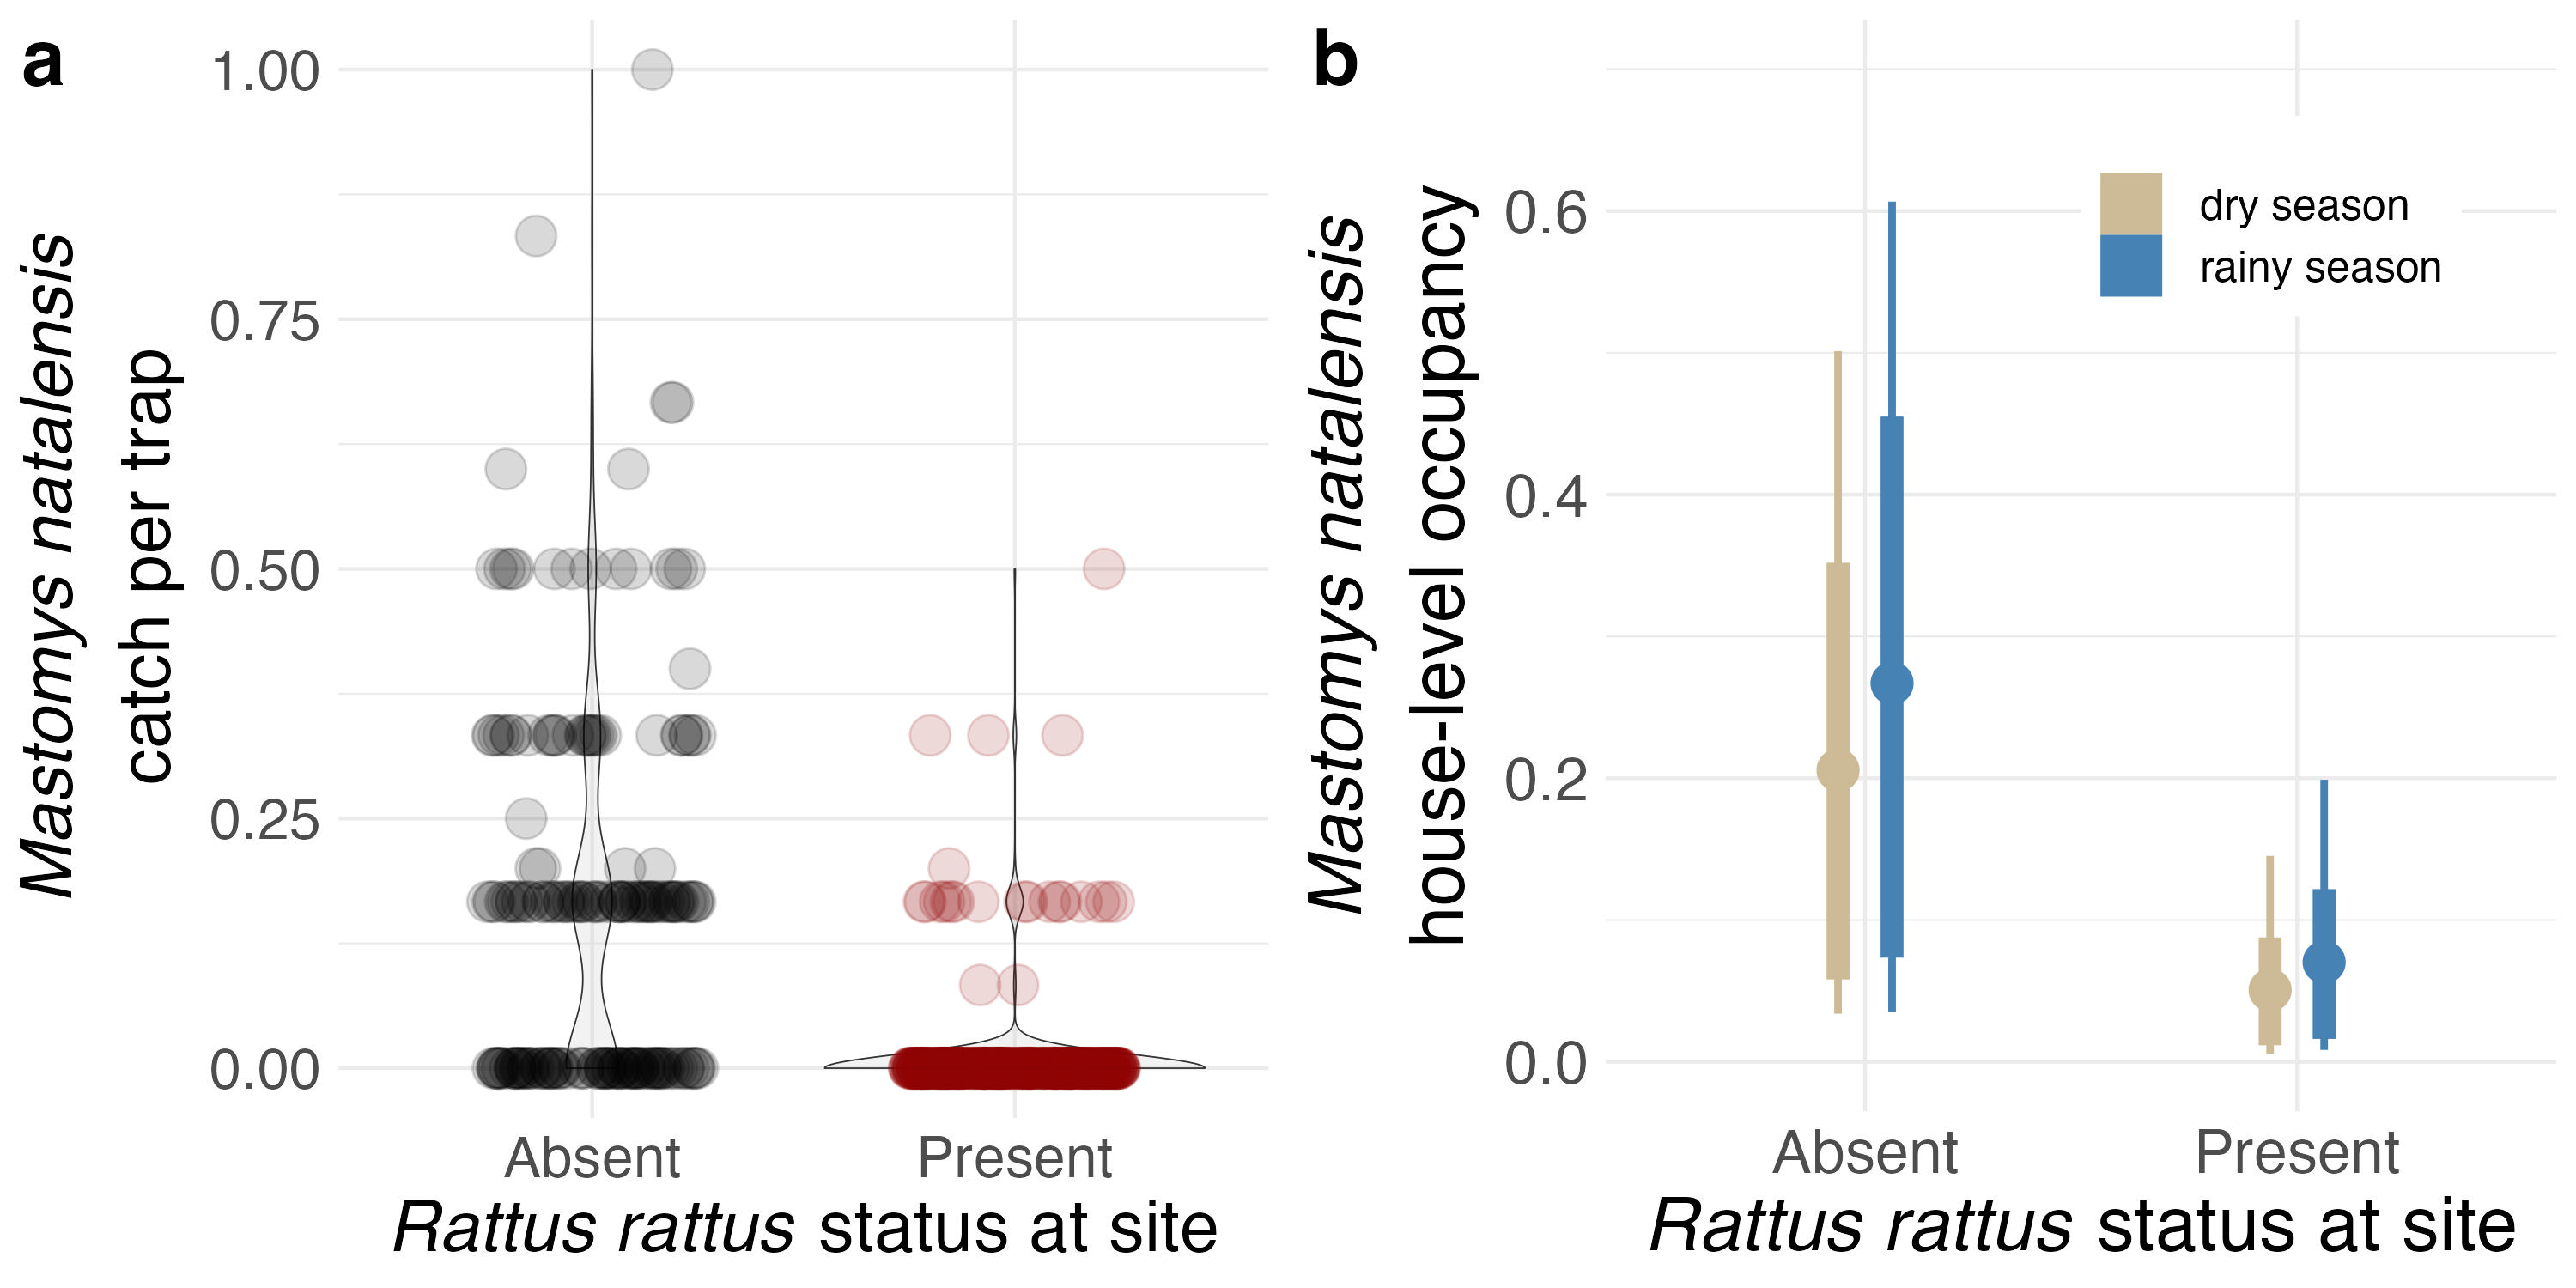 a
Mastomys natalensis
catch per trap
1.00
0.75
0.50
0.25
0.00
Absent
Present
Rattus rattus status at site
b
Mastomys natalensis
house-level occupancy
0.6
0.4
0.2
0.0
dry season
rainy season
Absent
Present
Rattus rattus status at site